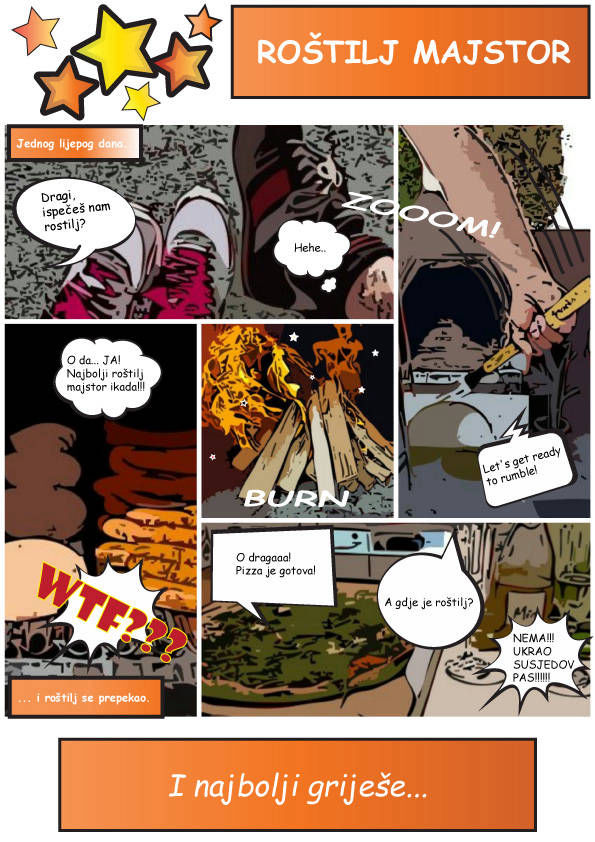 ROŠTILJ MAJSTOR
Jednog lijepog dana.
Dragi,
ispečeš nam
rostilj?
Hehe..
ZOOOM!
Let's get ready
to rumble!
O da... JA!
Najbolji roštilj
majstor ikada!!!
WTF???
... i roštilj se prepekao.
BURN
O dragaaa!
Pizza je gotova!
A gdje je roštilj?
NEMA!!!
UKRAO
SUSJEDOV
PAS!!!!!!
I najbolji griješe...